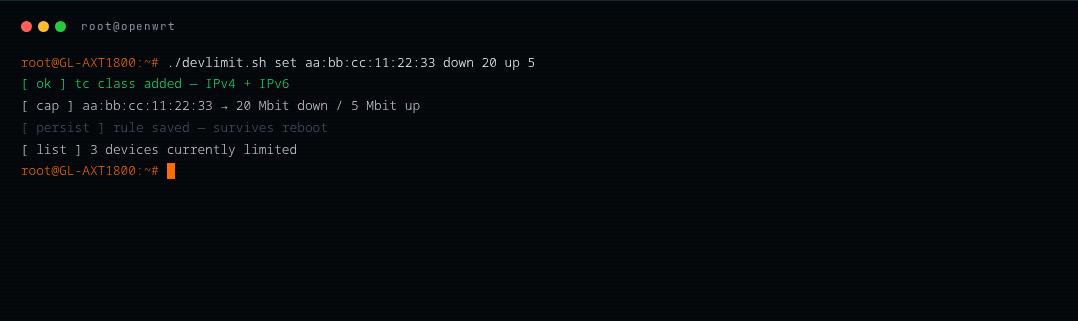 root@openwrt
root@GL-AXT1800:~# ./devlimit.sh set aa:bb:cc:11:22:33 down 20 up 5
[ ok ] tc class added — IPv4 + IPv6
[ cap ] aa:bb:cc:11:22:33 → 20 Mbit down / 5 Mbit up
[ persist ] rule saved — survives reboot
[ list ] 3 devices currently limited
root@GL-AXT1800:~#